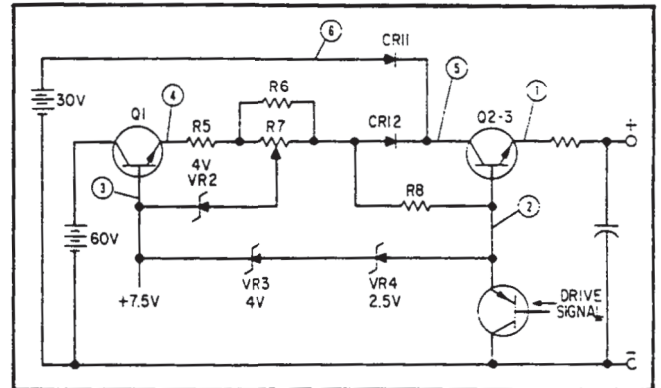 6
CR11
30V
Q1
4
R6
R5
R7
CR12
5
Q2-3
1
+
4V
VR2
3
R8
2
60V
+7.5V
VR3
4V
VR4
2.5V
DRIVE
SIGNAL
-